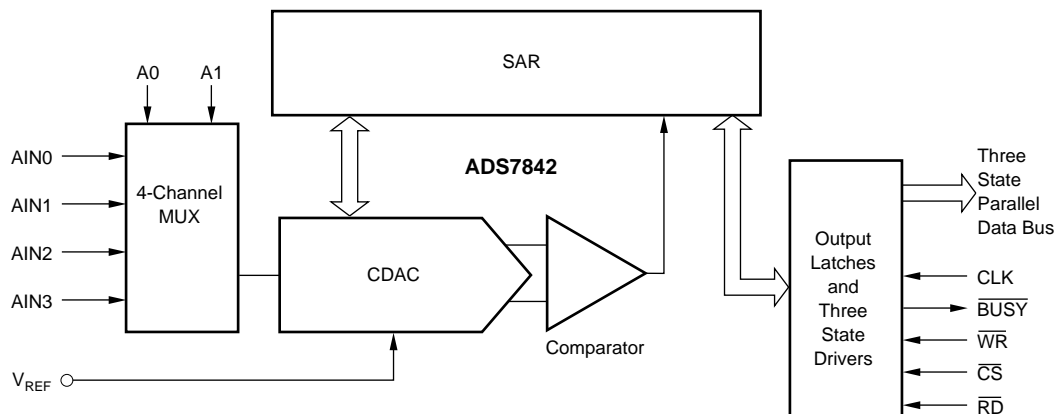 SAR
A0 A1
ADS7842
AIN0
AIN1
AIN2
AIN3
4-Channel
MUX
CDAC
Comparator
VREF
Output
Latches
and
Three
State
Drivers
Three
State
Parallel
Data Bus
CLK
BUSY
WR
CS
RD